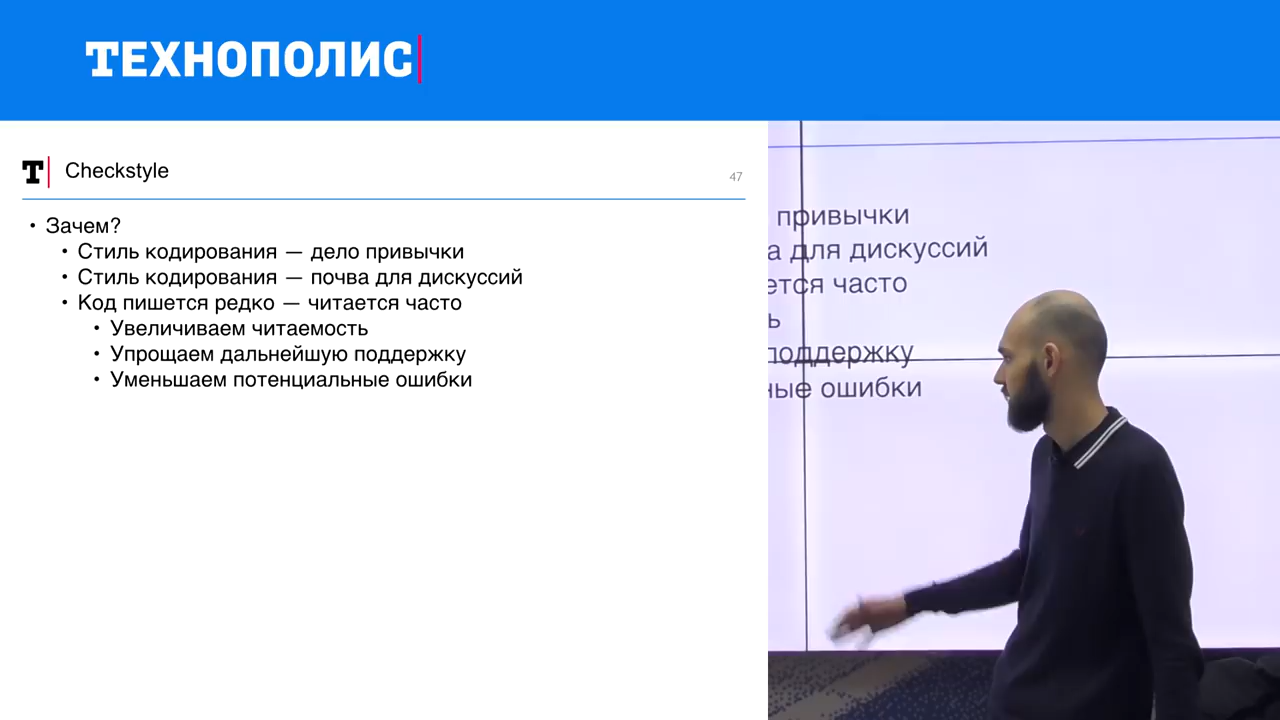 ТЕХНОПОЛИС
T Checkstyle
47
• Зачем?
• Стиль кодирования — дело привычки
• Стиль кодирования — почва для дискуссий
• Код пишется редко — читается часто
• Увеличиваем читаемость
• Упрощаем дальнейшую поддержку
• Уменьшаем потенциальные ошибки
привычки
а для дискуссий
ется часто
ь
поддержку
ные ошибки